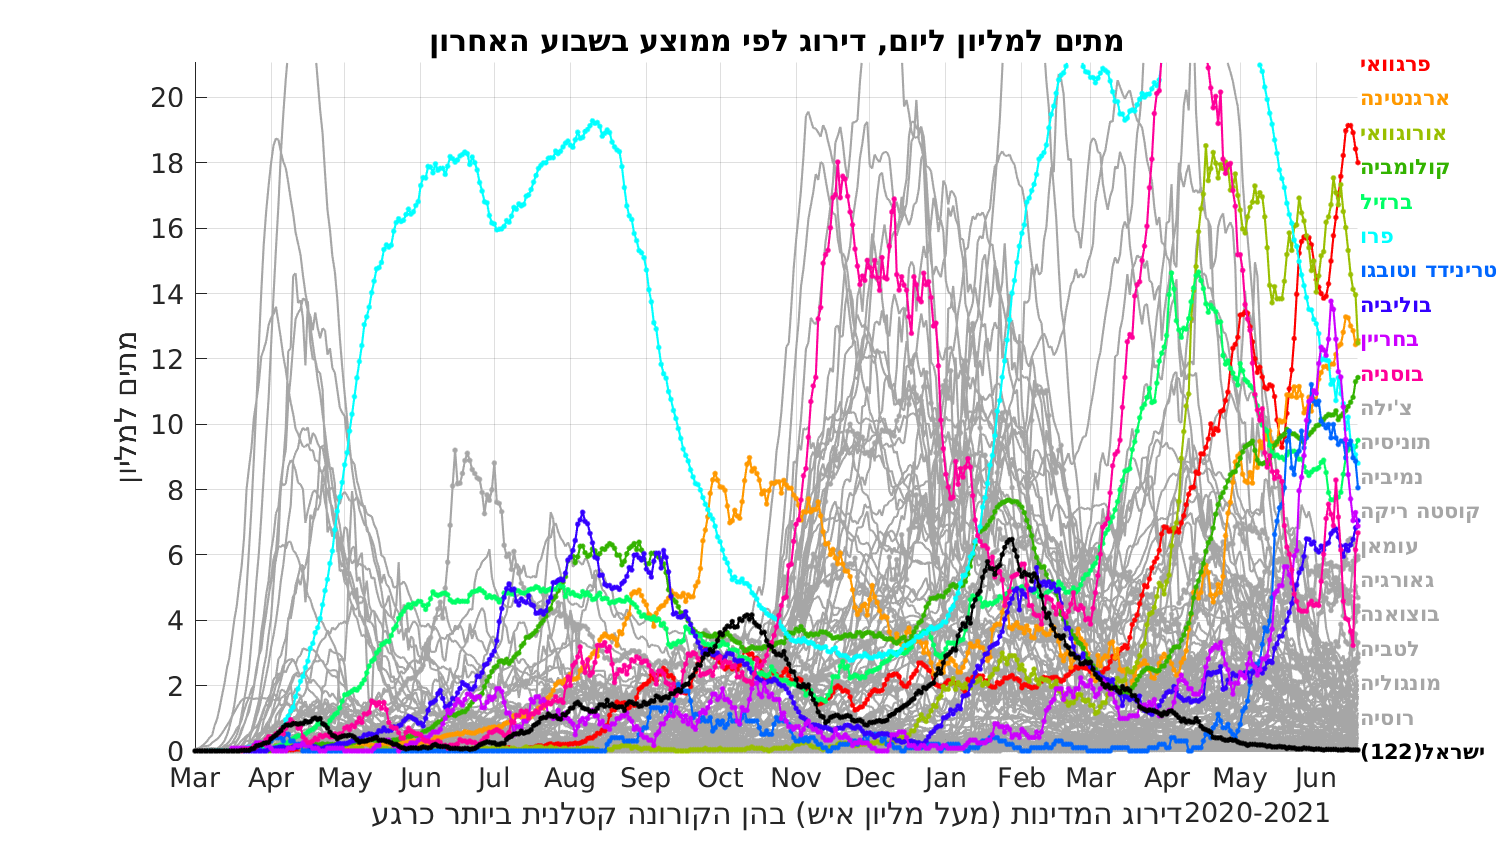 מתים למליון ליום, דירוג לפי ממוצע בשבוע האחרון
מתים למליון
20
18
16
14
12
10
8
6
4
2
0
Mar Apr May Jun Jul Aug Sep Oct Nov Dec Jan Feb Mar Apr May Jun
דירוג המדינות (מעל מליון איש) בהן הקורונה קטלנית ביותר כרגע2020-2021
פרגוואי
ארגנטינה
אורוגוואי
קולומביה
ברזיל
פרו
טרינידד וטובגו
בוליביה
בחריין
בוסניה
צ'ילה
תוניסיה
נמיביה
קוסטה ריקה
עומאן
גאורגיה
בוצואנה
לטביה
מונגוליה
רוסיה
ישראל(122)